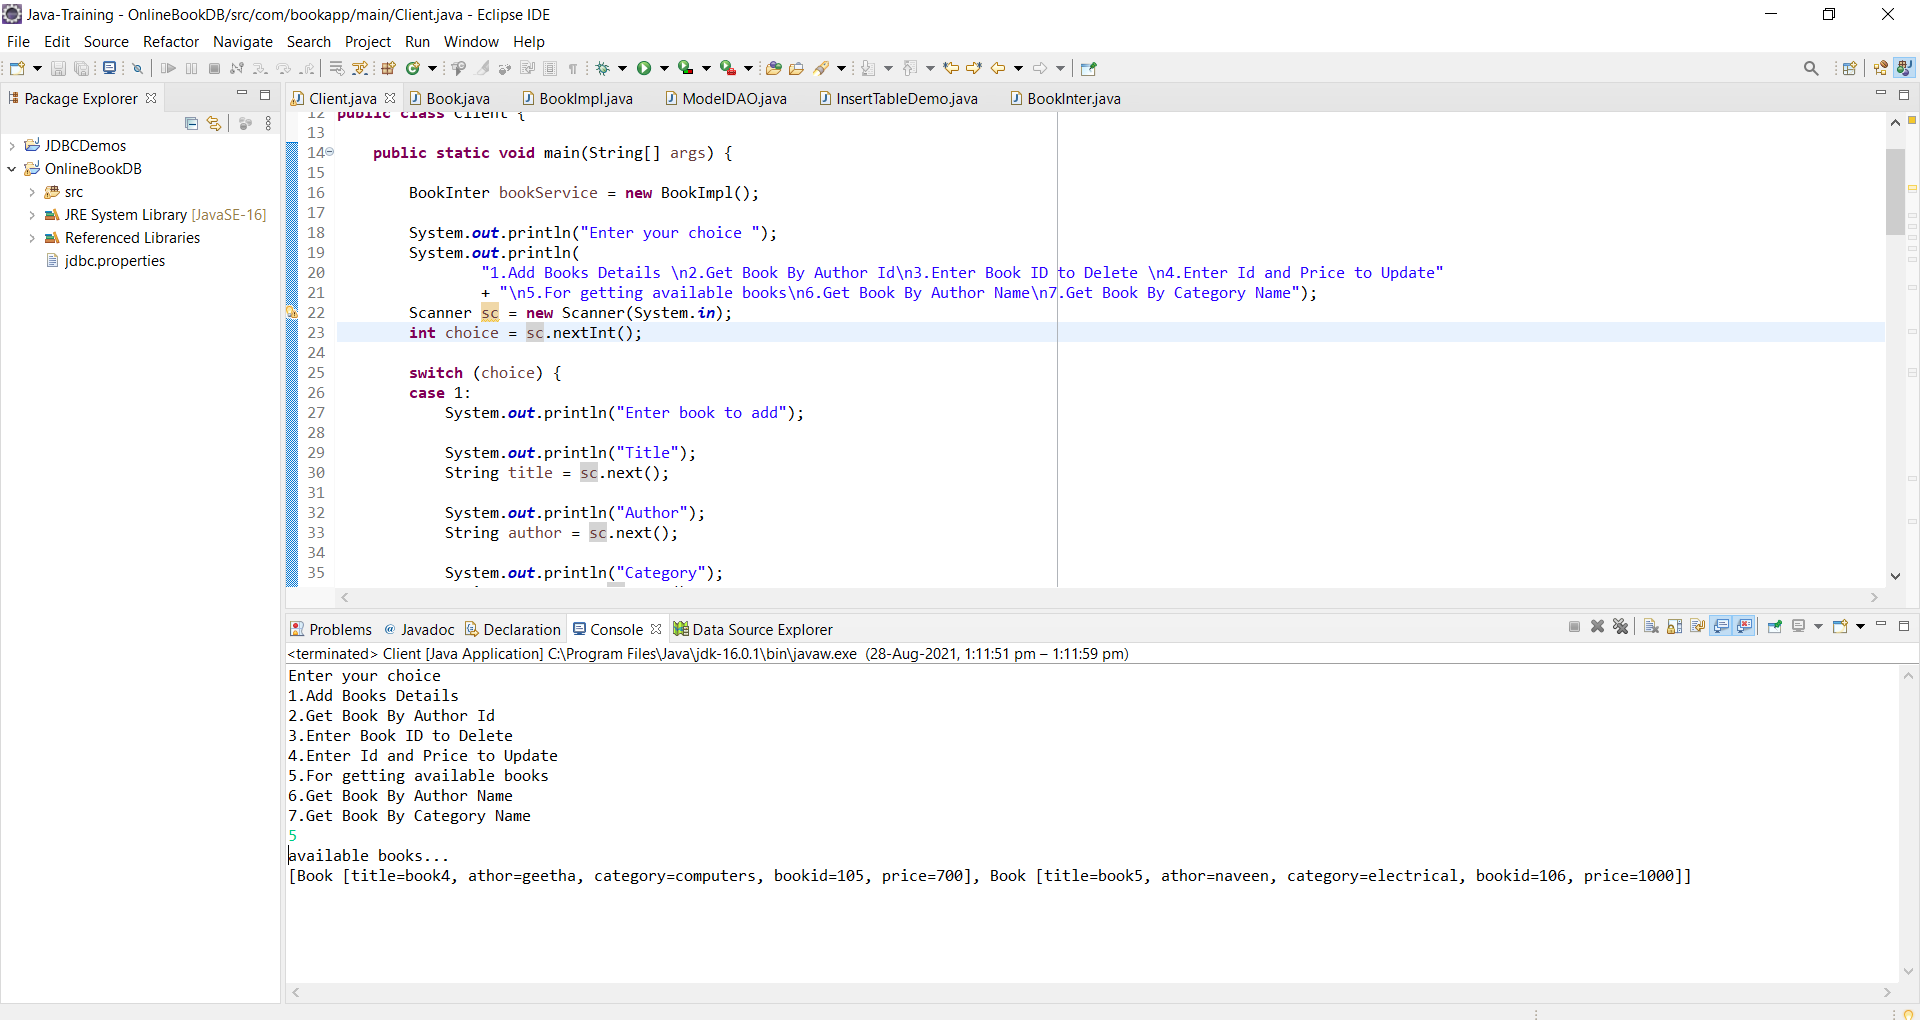 Java-Training - OnlineBookDB/src/com/bookapp/main/Client.java - Eclipse IDE
File Edit Source Refactor Navigate Search Project Run Window Help
Package Explorer
JDBCDemos
OnlineBookDB
src
JRE System Library [JavaSE-16]
Referenced Libraries
jdbc.properties
Client.java Book.java BookImpl.java ModelDAO.java InsertTableDemo.java BookInter.java
12 public class Client {
13
14 public static void main(String[] args) {
15
16 BookInter bookService = new BookImpl();
17
18 System.out.println("Enter your choice ");
19 System.out.println(
20 "1.Add Books Details \n2.Get Book By Author Id\n3.Enter Book ID to Delete \n4.Enter Id and Price to Update"
21 + "\n5.For getting available books\n6.Get Book By Author Name\n7.Get Book By Category Name");
22 Scanner sc = new Scanner(System.in);
23 int choice = sc.nextInt();
24
25 switch (choice) {
26 case 1:
27 System.out.println("Enter book to add");
28
29 System.out.println("Title");
30 String title = sc.next();
31
32 System.out.println("Author");
33 String author = sc.next();
34
35 System.out.println("Category");
Problems @ Javadoc Declaration Console Data Source Explorer
<terminated> Client [Java Application] C:\Program Files\Java\jdk-16.0.1\bin\javaw.exe (28-Aug-2021, 1:11:51 pm – 1:11:59 pm)
Enter your choice
1.Add Books Details
2.Get Book By Author Id
3.Enter Book ID to Delete
4.Enter Id and Price to Update
5.For getting available books
6.Get Book By Author Name
7.Get Book By Category Name
5
available books...
[Book [title=book4, athor=geetha, category=computers, bookid=105, price=700], Book [title=book5, athor=naveen, category=electrical, bookid=106, price=1000]]